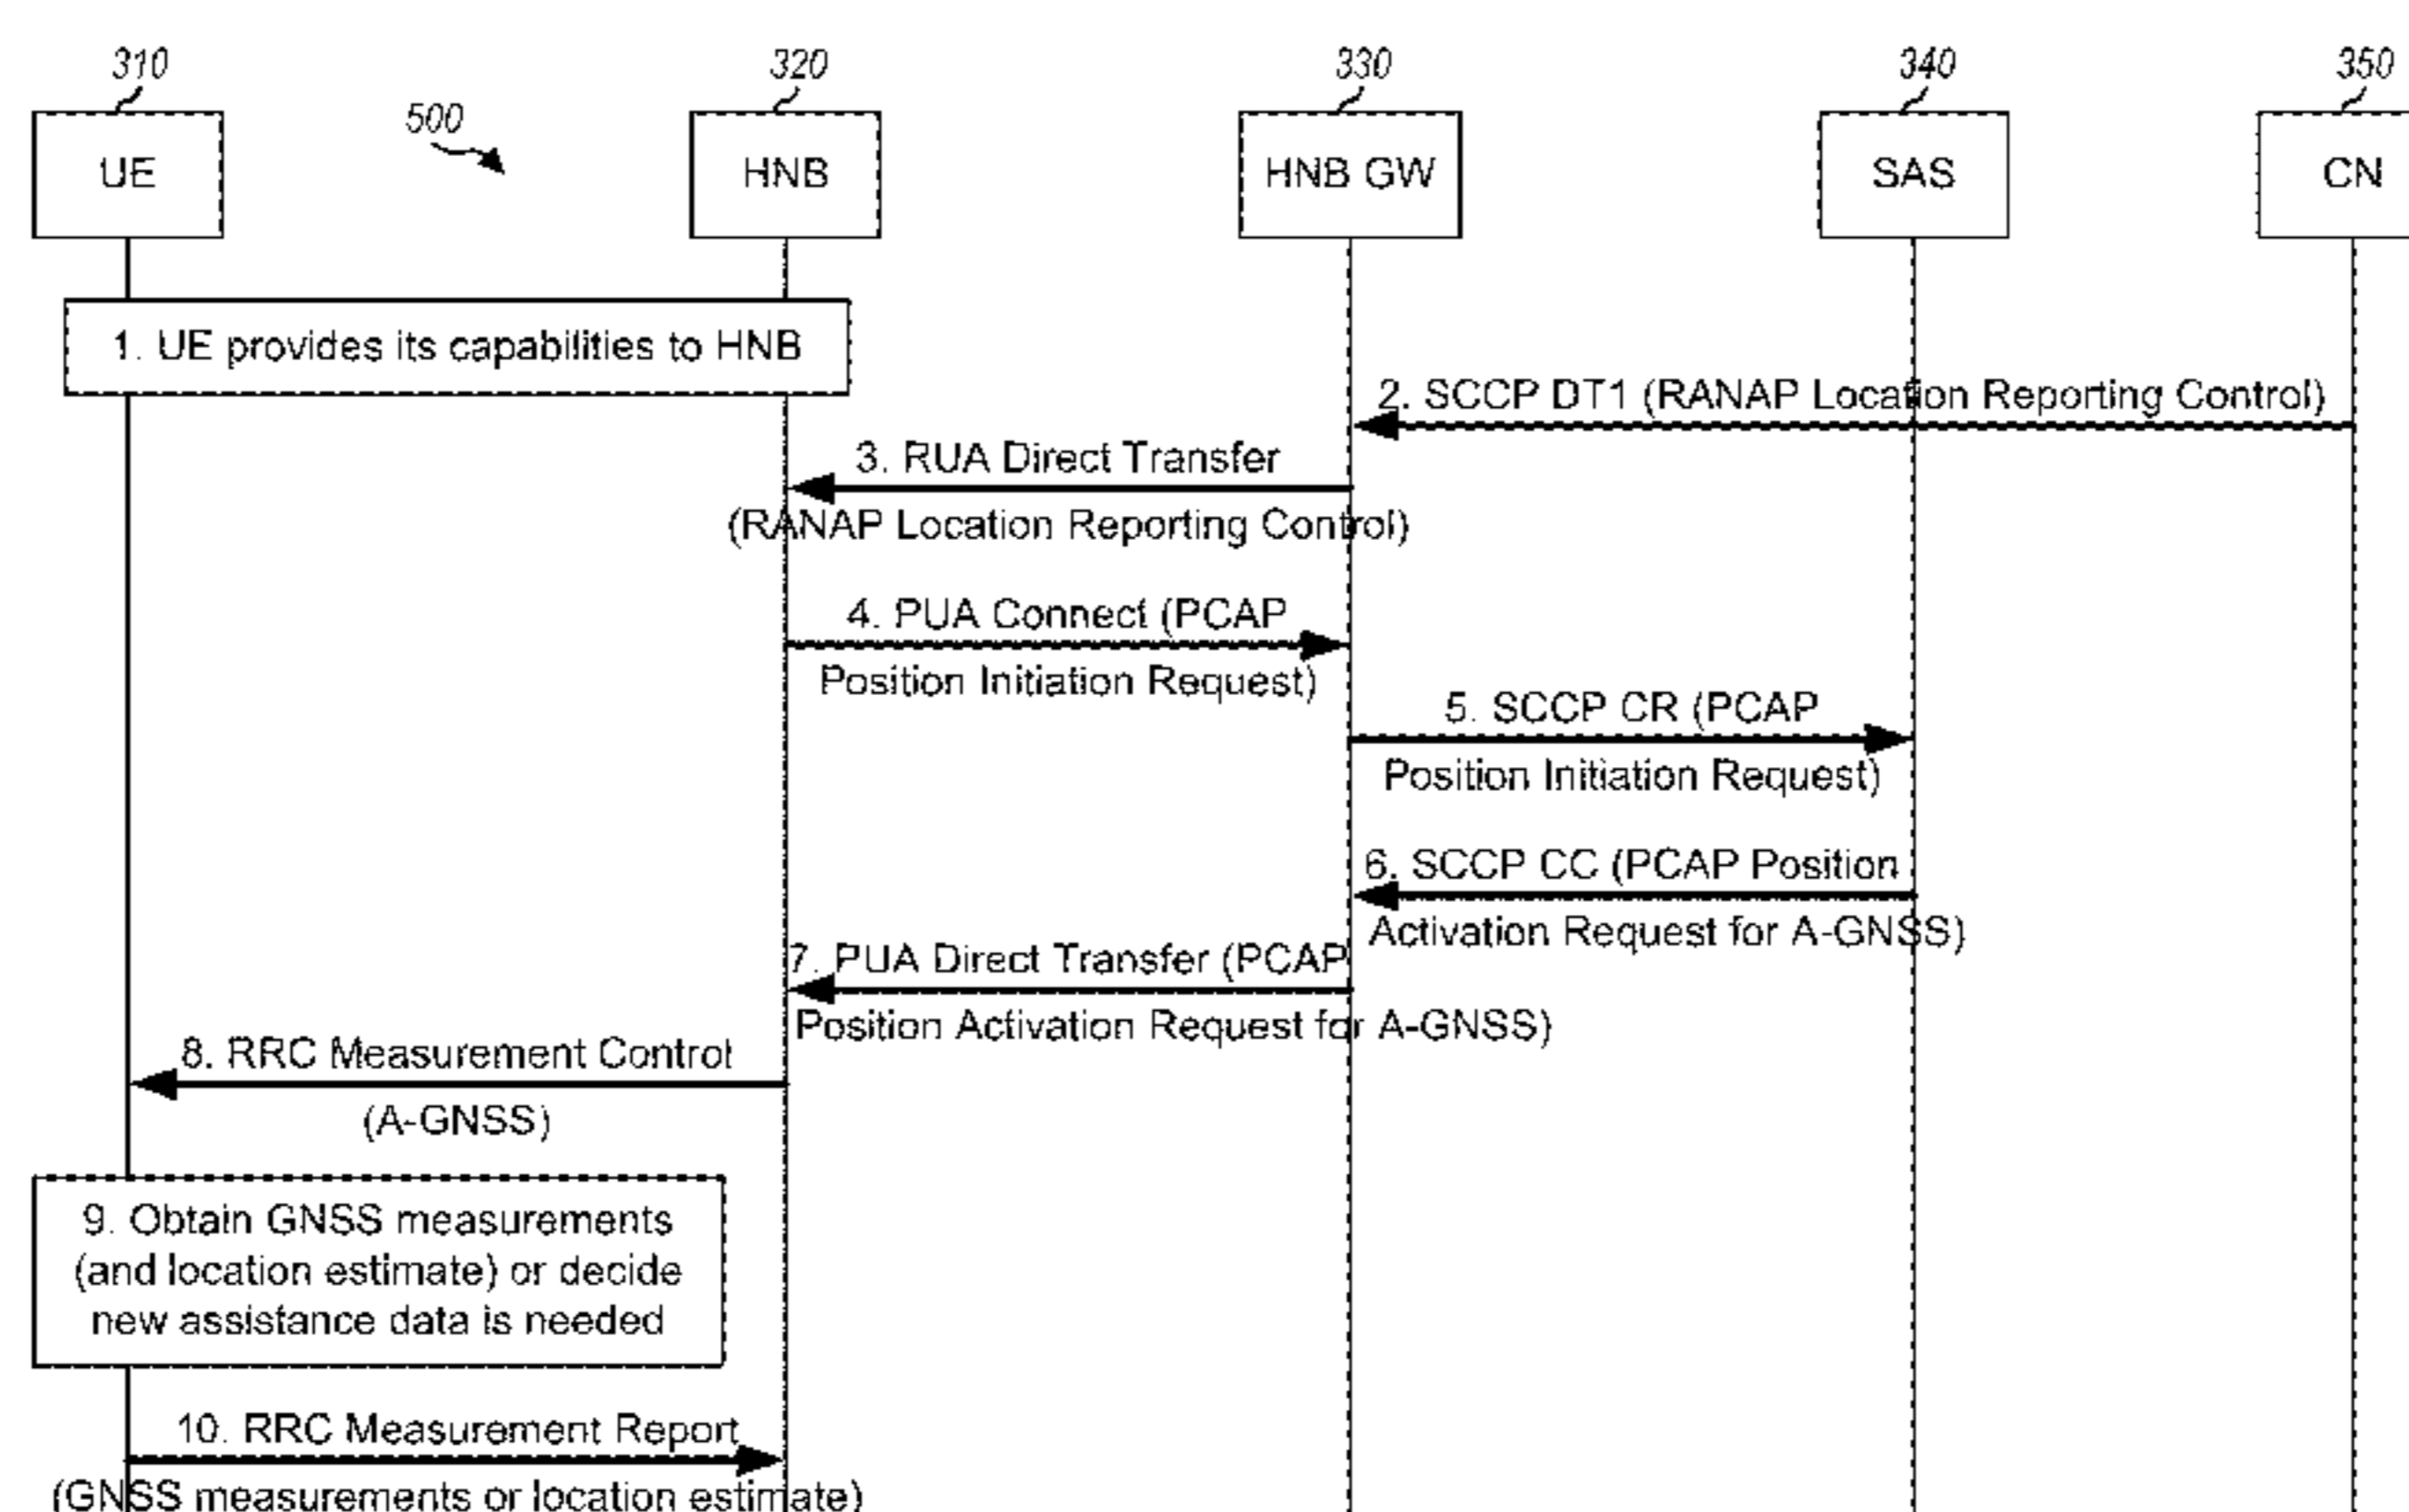 310
320
330
340
350
500
UE
HNB
HNB GW
SAS
CN
1. UE provides its capabilities to HNB
2. SCCP DT1 (RANAP Location Reporting Control)
3. RUA Direct Transfer
(RANAP Location Reporting Control)
4. PUA Connect (PCAP
Position Initiation Request)
5. SCCP CR (PCAP
Position Initiation Request)
6. SCCP CC (PCAP Position
Activation Request for A-GNSS)
7. PUA Direct Transfer (PCAP
Position Activation Request for A-GNSS)
8. RRC Measurement Control
(A-GNSS)
9. Obtain GNSS measurements
(and location estimate) or decide
new assistance data is needed
10. RRC Measurement Report
(GNSS measurements or location estimate)